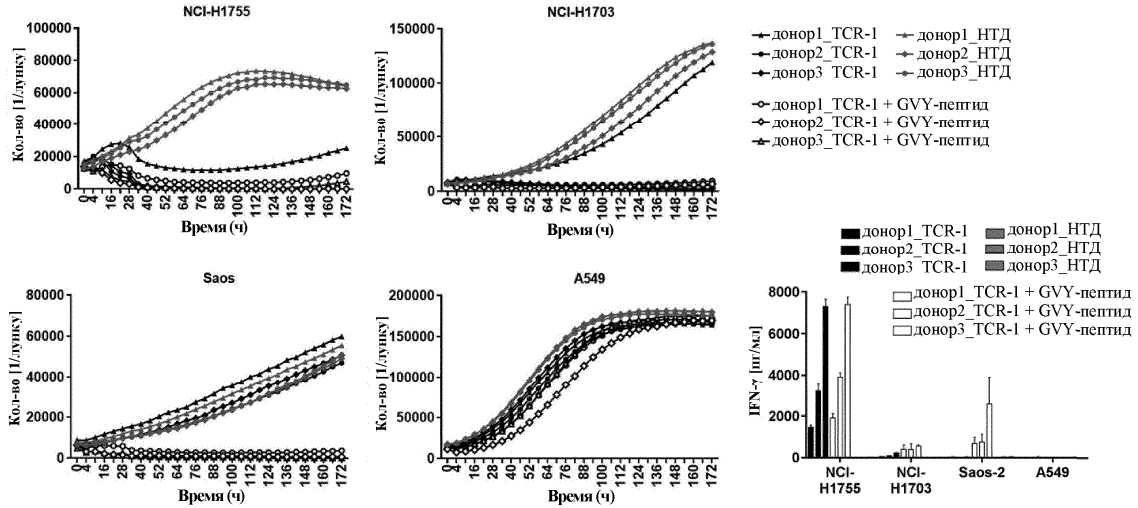 NCI-H1755
Кол-во [1/лунку]
100000
80000
60000
40000
20000
0
0 4 16 28 40 52 64 76 88 100 112 124 136 148 160 172
Время (ч)
NCI-H1703
Кол-во [1/лунку]
150000
100000
50000
0
0 4 16 28 40 52 64 76 88 100 112 124 136 148 160 172
Время (ч)
донор1_TCR-1
донор2_TCR-1
донор3_TCR-1
донор1_НТД
донор2_НТД
донор3_НТД
донор1_TCR-1 + GVY-пептид
донор2_TCR-1 + GVY-пептид
донор3_TCR-1 + GVY-пептид
Saos
Кол-во [1/лунку]
80000
60000
40000
20000
0
0 4 16 28 40 52 64 76 88 100 112 124 136 148 160 172
Время (ч)
A549
Кол-во [1/лунку]
200000
150000
100000
50000
0
0 4 16 28 40 52 64 76 88 100 112 124 136 148 160 172
Время (ч)
донор1_TCR-1
донор2_TCR-1
донор3 TCR-1
донор1_НТД
донор2_НТД
донор3_НТД
донор1_TCR-1 + GVY-пептид
донор2_TCR-1 + GVY-пептид
донор3_TCR-1 + GVY-пептид
IFN-γ [пг/мл]
8000
6000
4000
2000
0
NCI-
H1755
NCI-
H1703
Saos-2
A549